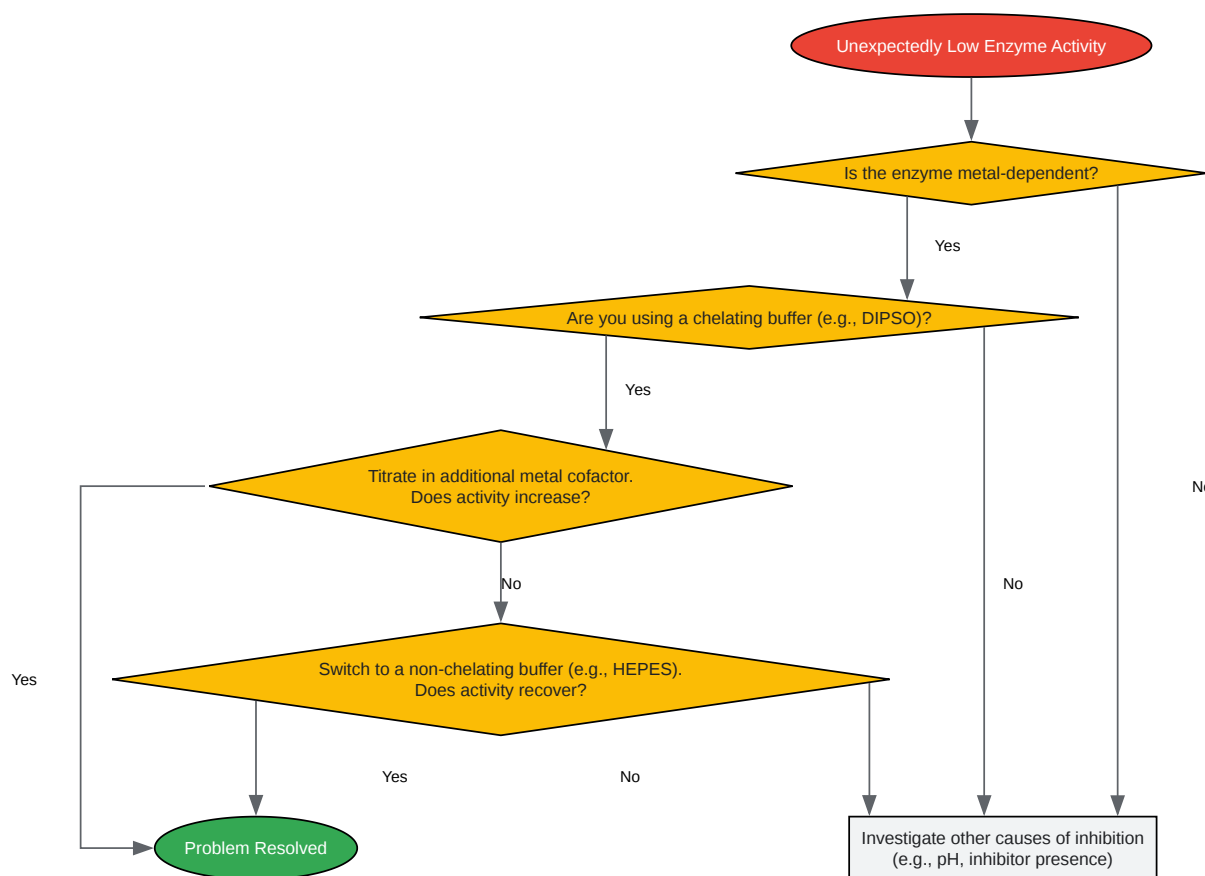 Unexpectedly Low Enzyme Activity
Is the enzyme metal-dependent?
Yes
Are you using a chelating buffer (e.g., DIPSO)?
Yes
Titrate in additional metal cofactor.
Does activity increase?
No
No
Switch to a non-chelating buffer (e.g., HEPES).
Does activity recover?
Yes
Yes
No
Problem Resolved
Investigate other causes of inhibition
(e.g., pH, inhibitor presence)